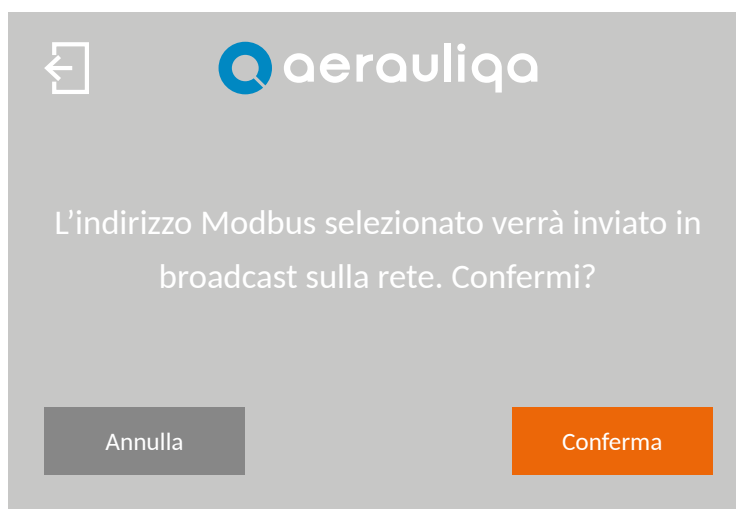 aerauliqa
L’indirizzo Modbus selezionato verrà inviato in
broadcast sulla rete. Confermi?
Annulla
Conferma